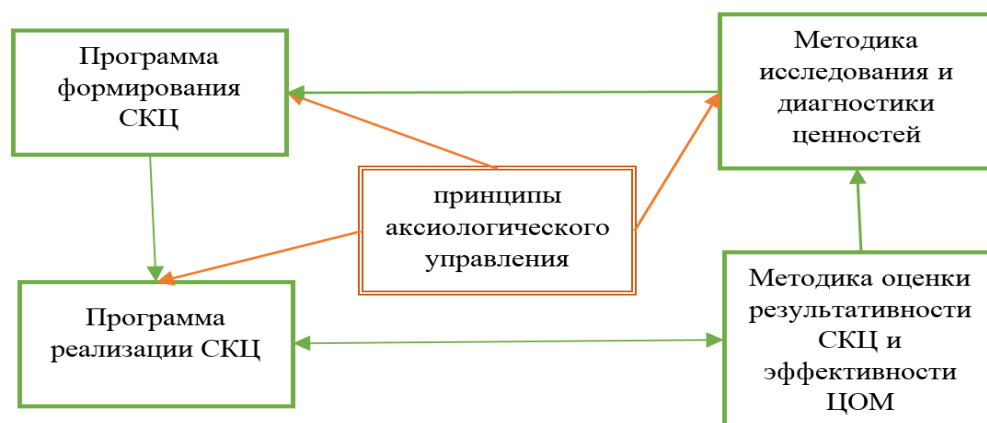 Программа
формирования
СКЦ
Методика
исследования и
диагностики
ценностей
принципы
аксиологического
управления
Программа
реализации СКЦ
Методика оценки
результативности
СКЦ и
эффективности
ЦОМ